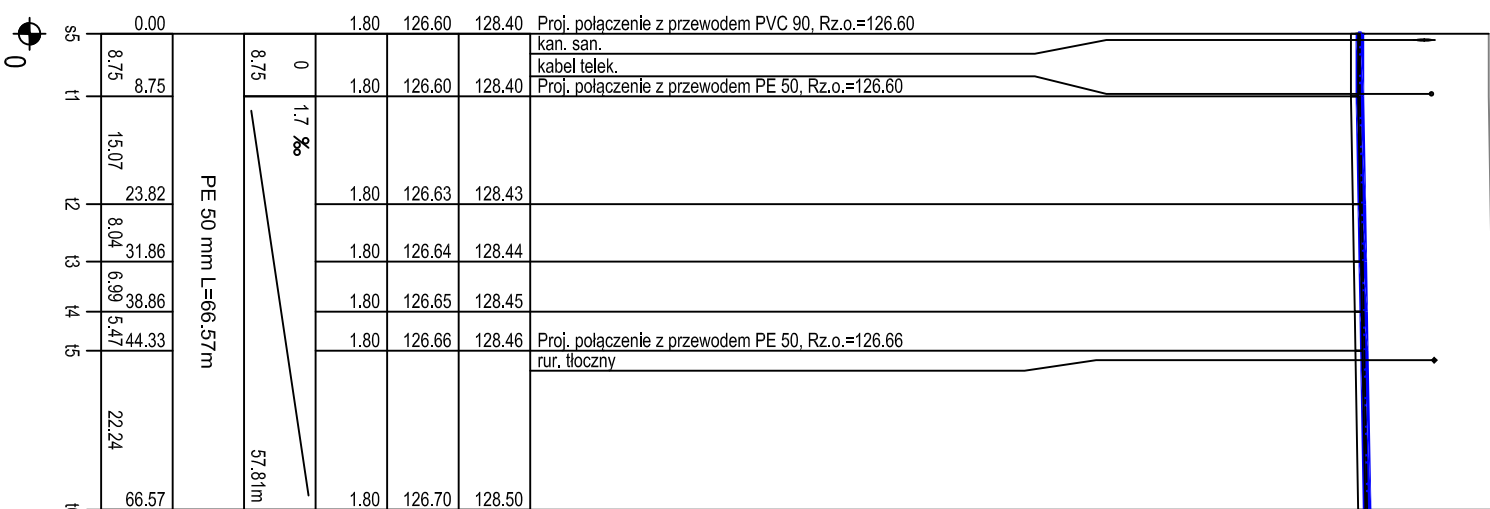 s5 0.00 1.80 126.60 128.40 Proj. połączenie z przewodem PVC 90, Rz.o.=126.60
0
kan. san.
8.75 8.75 0
kabel telek.
t1 8.75 1.80 126.60 128.40 Proj. połączenie z przewodem PE 50, Rz.o.=126.60
1.7 ‰
15.07
t2 23.82 1.80 126.63 128.43
8.04
PE 50 mm L=66.57m
t3 31.86 1.80 126.64 128.44
6.99
t4 38.86 1.80 126.65 128.45
5.47
t5 44.33 1.80 126.66 128.46 Proj. połączenie z przewodem PE 50, Rz.o.=126.66
rur. tłoczny
22.24
57.81m
66.57 1.80 126.70 128.50